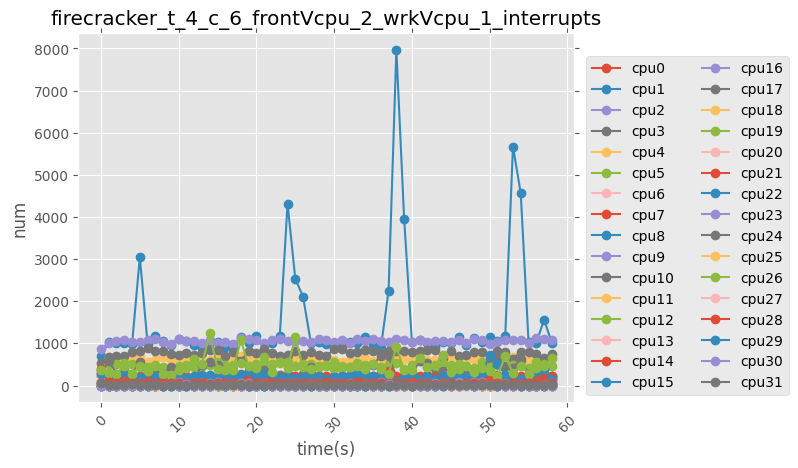 firecracker_t_4_c_6_frontVcpu_2_wrkVcpu_1_interrupts
8000
7000
6000
5000
4000
3000
2000
1000
0
num
0 10 20 30 40 50 60
time(s)
cpu0 cpu16
cpu1 cpu17
cpu2 cpu18
cpu3 cpu19
cpu4 cpu20
cpu5 cpu21
cpu6 cpu22
cpu7 cpu23
cpu8 cpu24
cpu9 cpu25
cpu10 cpu26
cpu11 cpu27
cpu12 cpu28
cpu13 cpu29
cpu14 cpu30
cpu15 cpu31